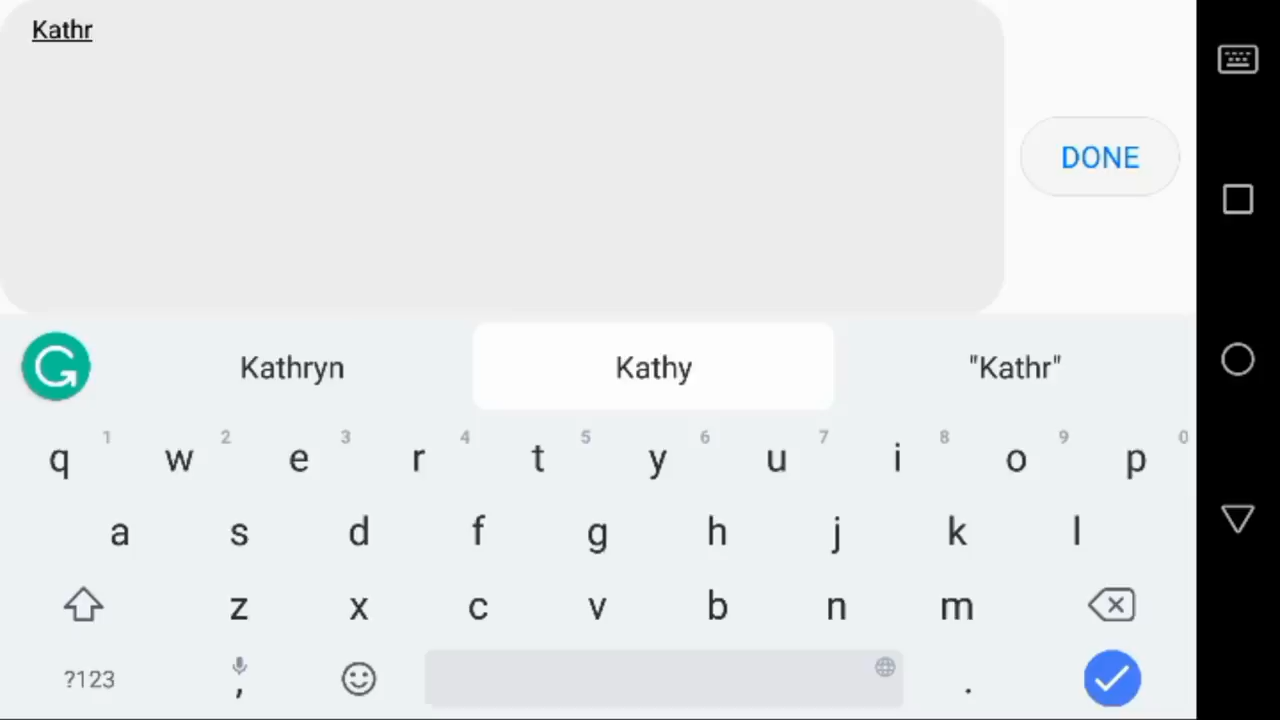 Kathr
DONE
Kathryn Kathy "Kathr"
1 2 3 4 5 6 7 8 9 0
q w e r t y u i o p
a s d f g h j k l
z x c v b n m
?123 , .